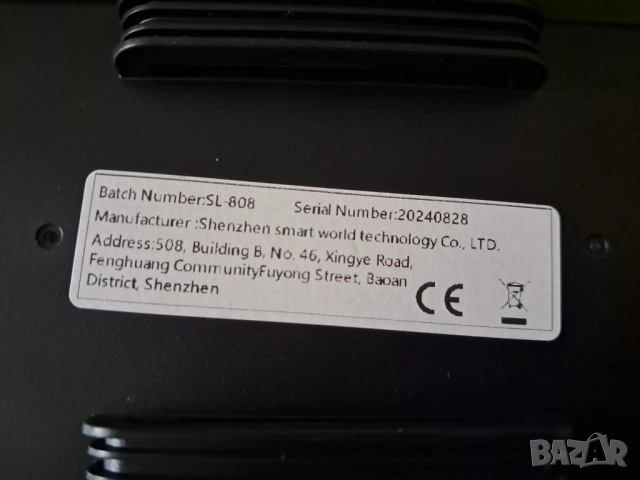 Batch Number:SL-808 Serial Number:20240828
Manufacturer :Shenzhen smart world technology Co., LTD.
Address:508, Building B, No. 46, Xingye Road,
Fenghuang CommunityFuyong Street, Baoan
District, Shenzhen
CE
BAZAR